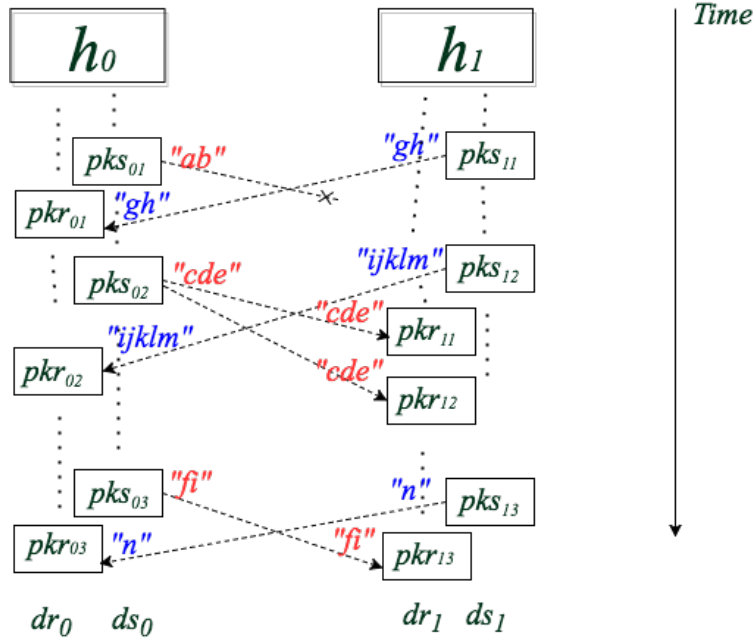 Time
h0 h1
pks01 "ab" "gh" pks11
pkr01 "gh"
pks02 "cde" "ijklm" pks12
"cde" pkr11
pkr02 "ijklm"
"cde" pkr12
pks03 "fi" "n" pks13
pkr03 "n" "fi" pkr13
dr0 ds0 dr1 ds1